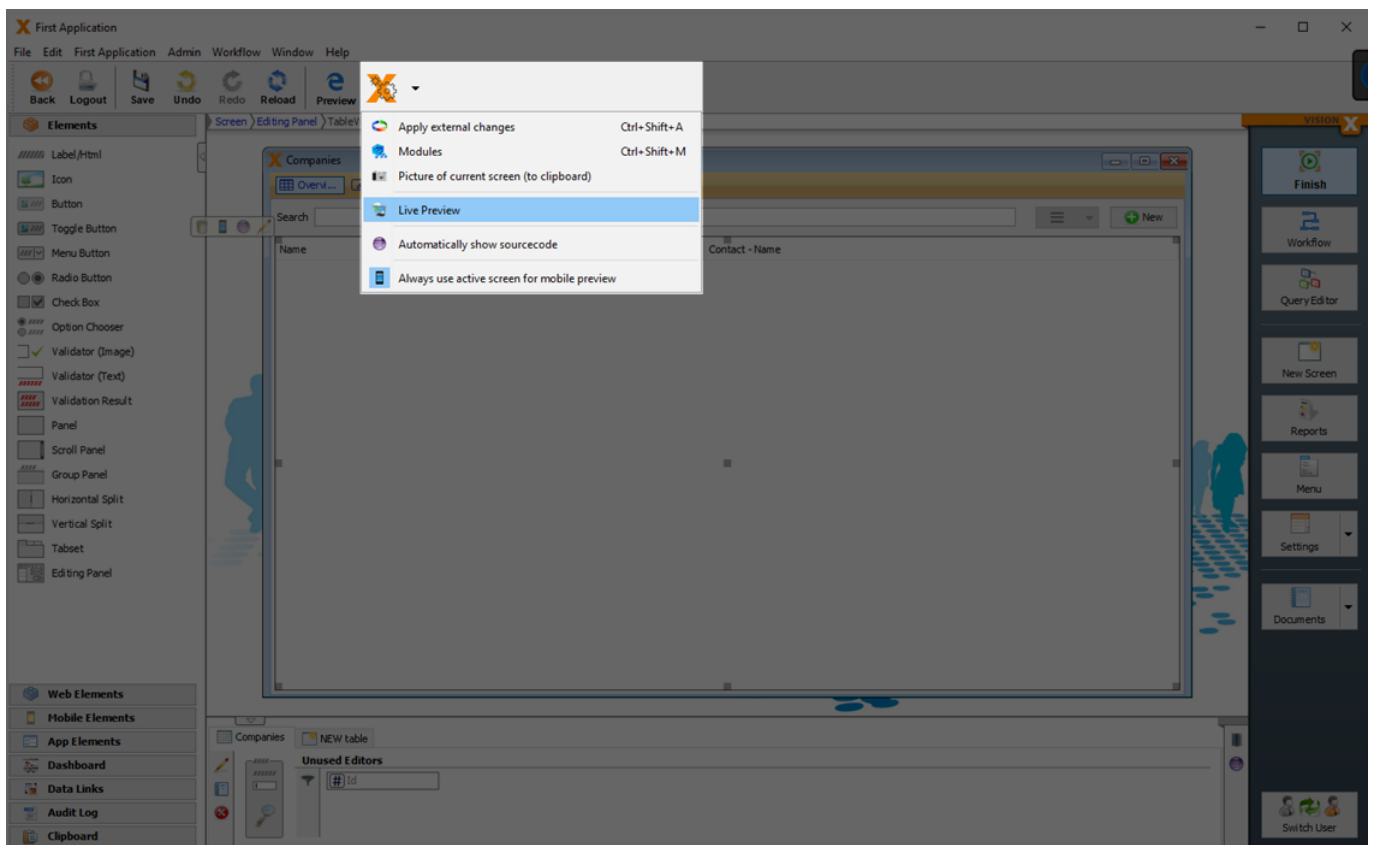 First Application
File Edit First Application Admin Workflow Window Help
Back Logout Save Undo Redo Reload Preview
Elements
Screen Editing Panel TableV
VISION X
Apply external changes Ctrl+Shift+A
Modules Ctrl+Shift+M
Picture of current screen (to clipboard)
Live Preview
Automatically show sourcecode
Always use active screen for mobile preview
Label/Html
Icon
Button
Toggle Button
Menu Button
Radio Button
Check Box
Option Chooser
Validator (Image)
Validator (Text)
Validation Result
Panel
Scroll Panel
Group Panel
Horizontal Split
Vertical Split
Tabset
Editing Panel
Web Elements
Mobile Elements
App Elements
Dashboard
Data Links
Audit Log
Clipboard
Companies
Overvi...
Search
New
Name
Contact - Name
Companies NEW table
Unused Editors
# Id
Finish
Workflow
Query Editor
New Screen
Reports
Menu
Settings
Documents
Switch User